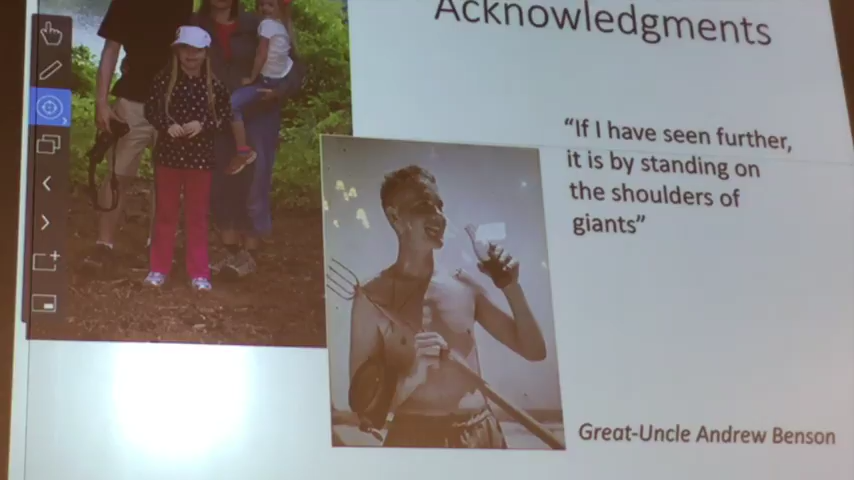 Acknowledgments
“If I have seen further,
it is by standing on
the shoulders of
giants”
Great-Uncle Andrew Benson